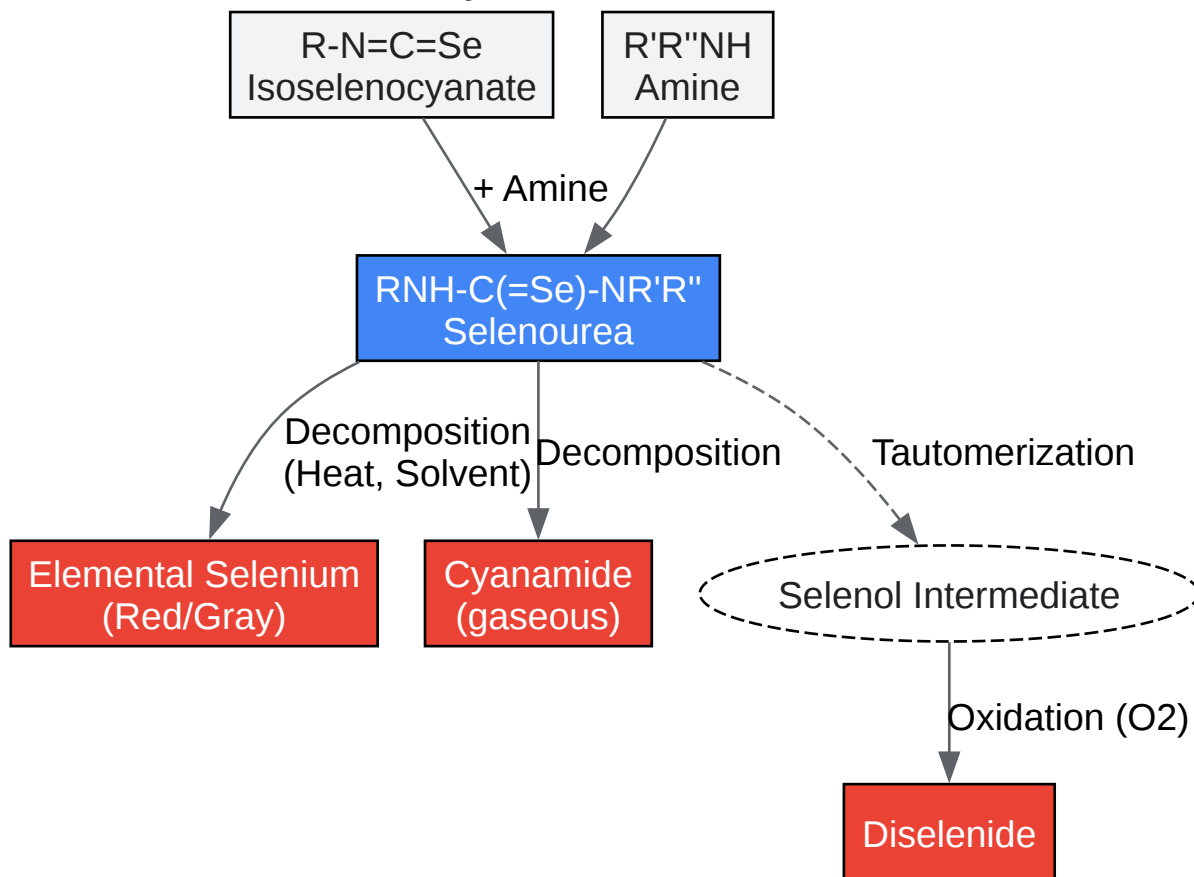 R-N=C=Se
Isoselenocyanate
R'R''NH
Amine
+ Amine
RNH-C(=Se)-NR'R''
Selenourea
Decomposition
(Heat, Solvent)
Decomposition
Tautomerization
Elemental Selenium
(Red/Gray)
Cyanamide
(gaseous)
Selenol Intermediate
Oxidation (O2)
Diselenide